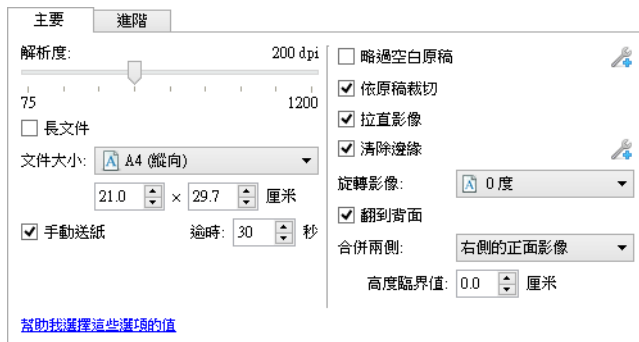 主要 進階
解析度: 200 dpi
75 1200
長文件
文件大小: A4 (縱向)
21.0 × 29.7 厘米
手動送紙 逾時: 30 秒
幫助我選擇這些選項的值
略過空白原稿
依原稿裁切
拉直影像
清除邊緣
旋轉影像: 0 度
翻到背面
合併兩側: 右側的正面影像
高度臨界值: 0.0 厘米